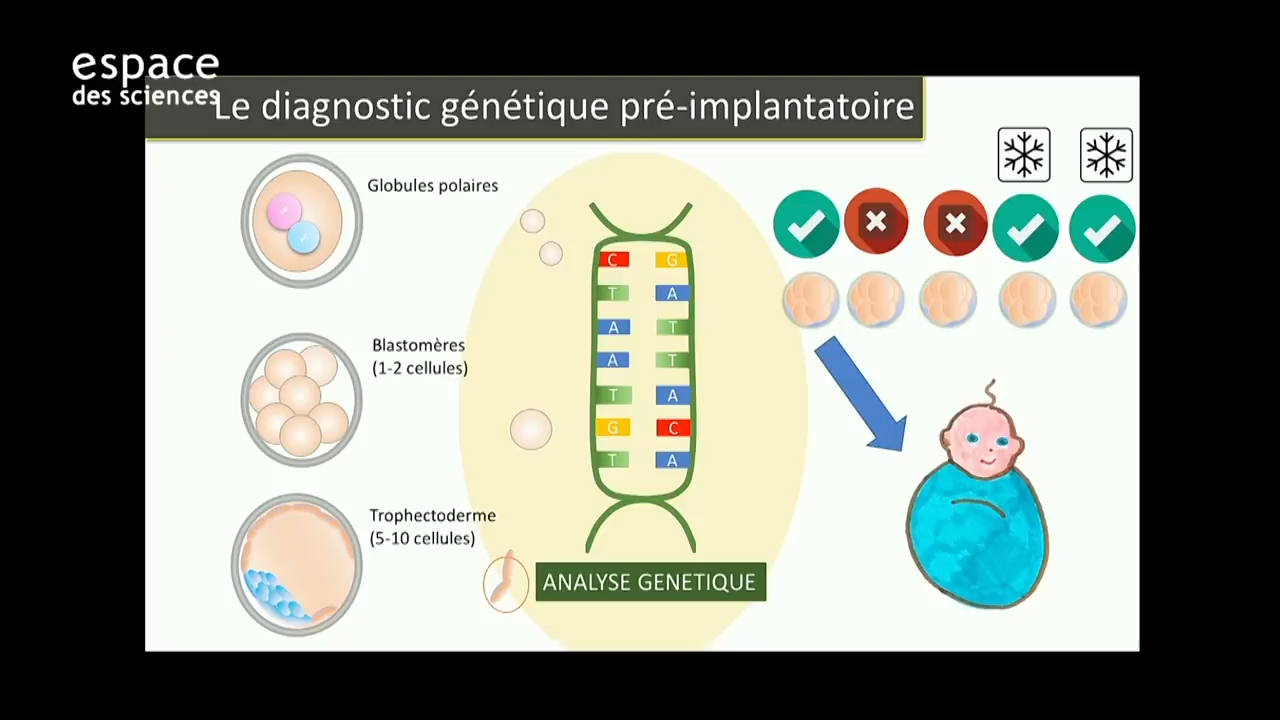 espace
des sciences
Le diagnostic génétique pré-implantatoire
Globules polaires
Blastomères
(1-2 cellules)
Trophectoderme
(5-10 cellules)
C G
T A
A T
A T
T A
G C
T A
ANALYSE GENETIQUE